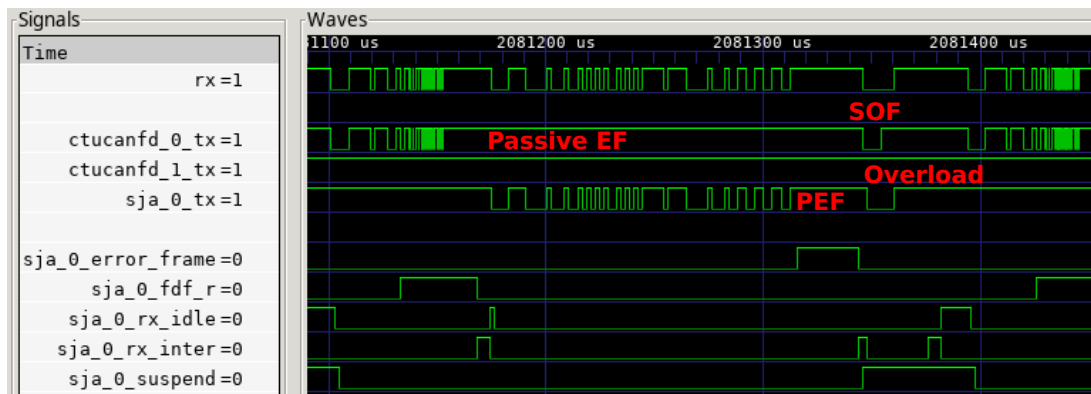 Signals
Waves
Time
31100 us 2081200 us 2081300 us 2081400 us
rx =1
SOF
ctucanfd_0_tx=1
Passive EF
ctucanfd_1_tx=1
Overload
sja_0_tx=1
PEF
sja_0_error_frame=0
sja_0_fdf_r=0
sja_0_rx_idle=0
sja_0_rx_inter=0
sja_0_suspend=0